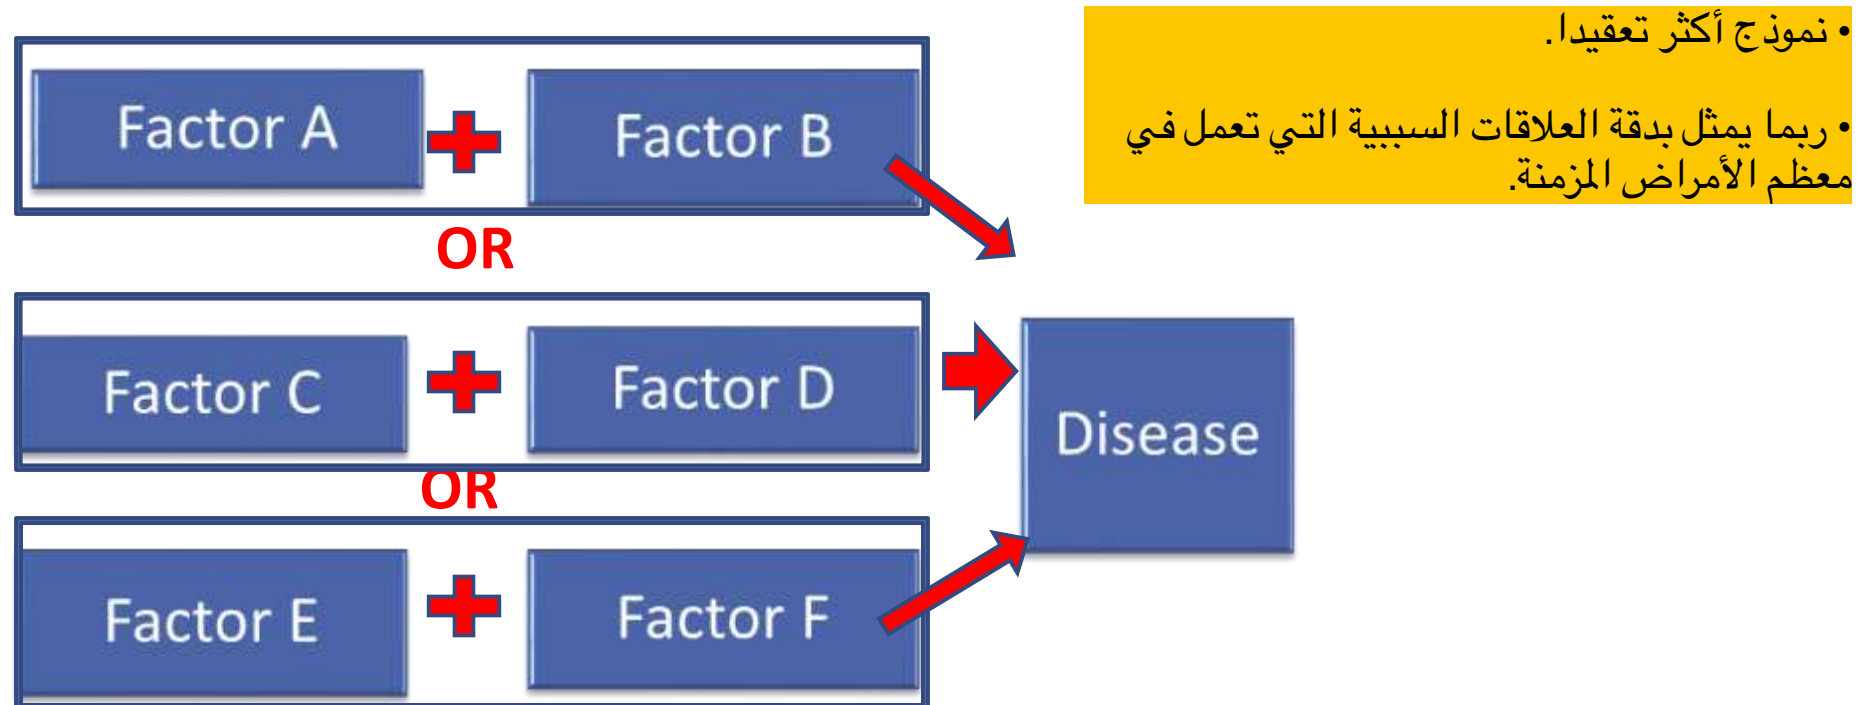 • نموذج أكثر تعقيدا.
• ربما يمثل بدقة العلاقات السببية التي تعمل في
معظم الأمراض المزمنة.
Factor A + Factor B
OR
Factor C + Factor D
Disease
OR
Factor E + Factor F